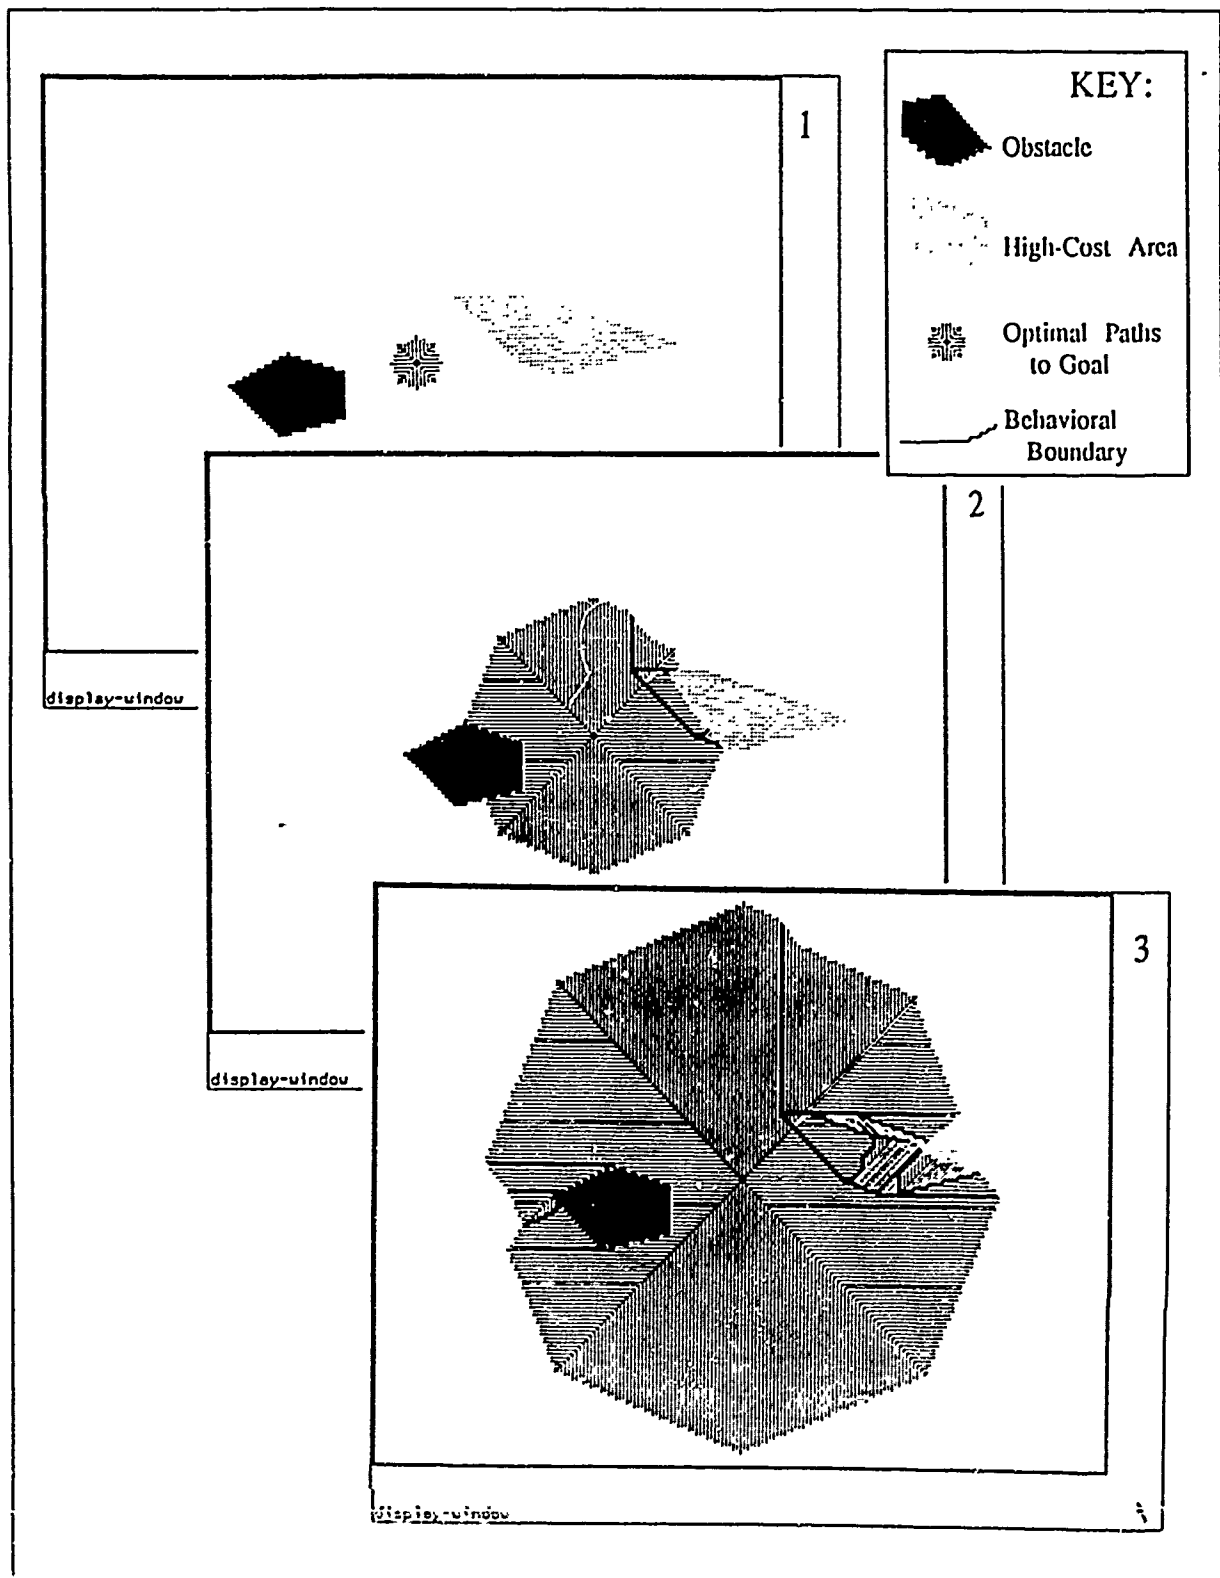 KEY:
1
Obstacle
High-Cost Area
Optimal Paths
to Goal
Behavioral
Boundary
2
display-window
3
display-window
display-window